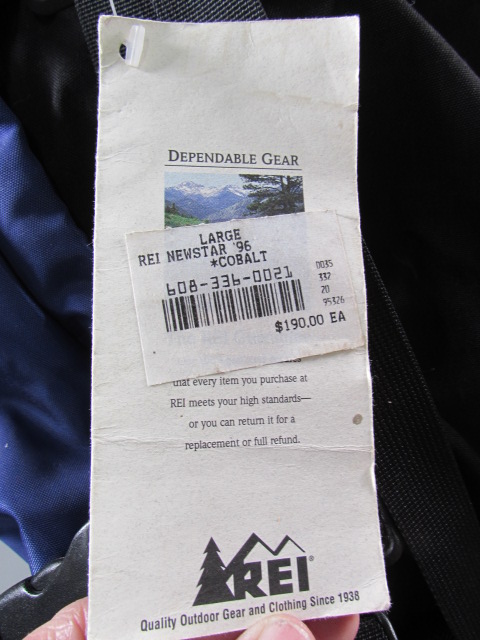 DEPENDABLE GEAR
LARGE
REI NEWSTAR '96
*COBALT
608-336-0021
0035
332
20
95326
$190.00 EA
that every item you purchase at
REI meets your high standards—
or you can return it for a
replacement or full refund.
REI®
Quality Outdoor Gear and Clothing Since 1938